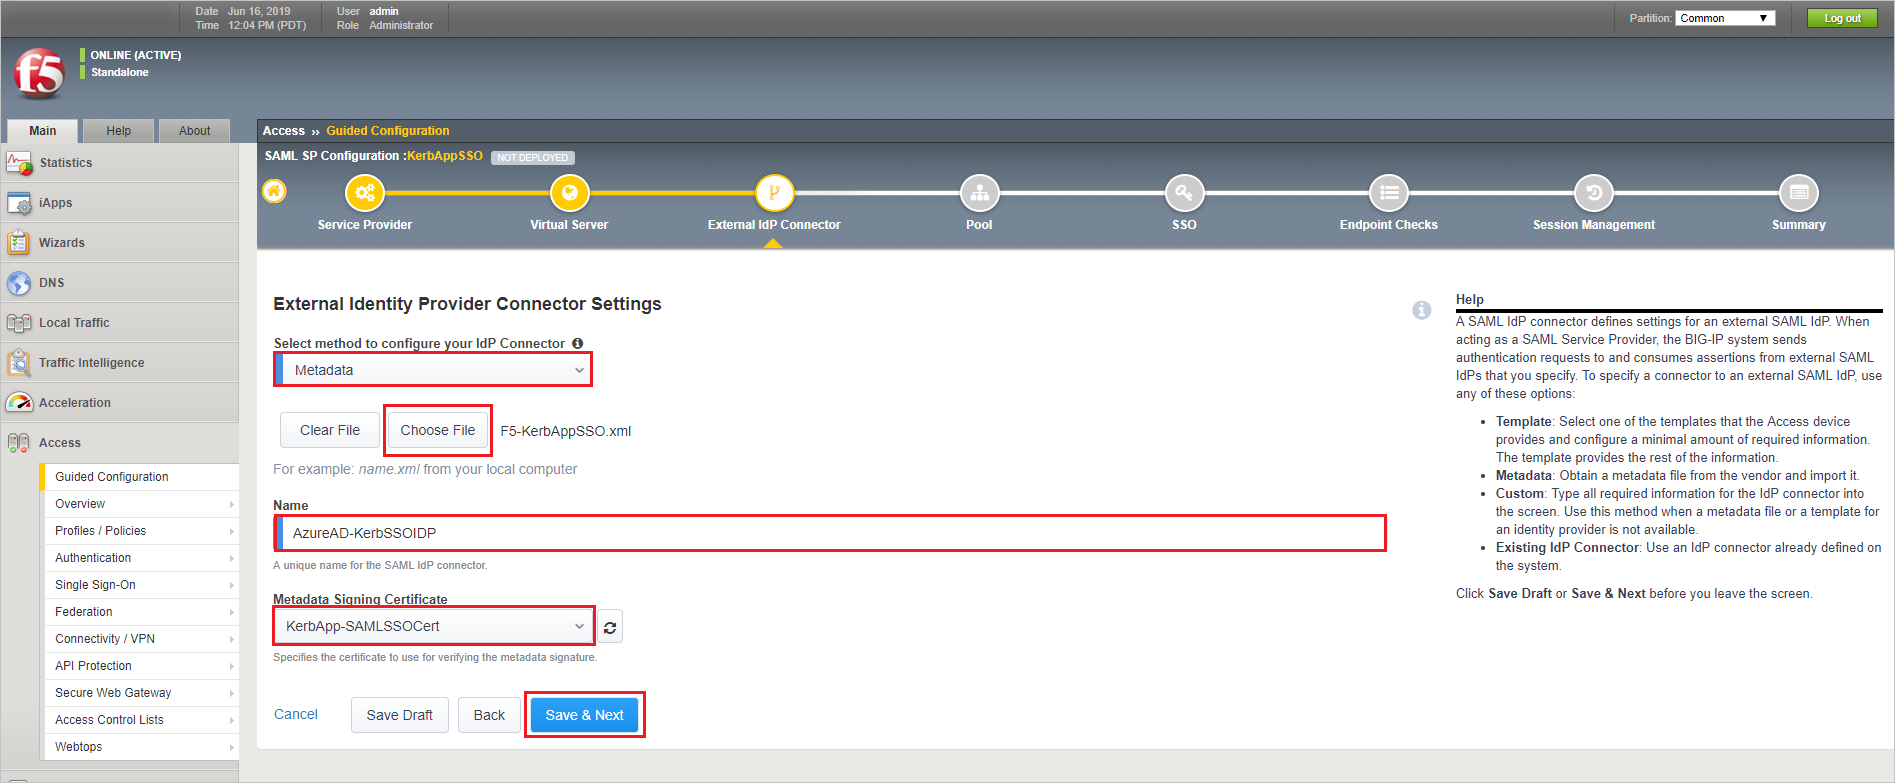 Date Jun 16, 2019
Time 12:04 PM (PDT)
User admin
Role Administrator
Partition: Common
Log out
f5
ONLINE (ACTIVE)
Standalone
Main
Help
About
Access ›› Guided Configuration
SAML SP Configuration :KerbAppSSO NOT DEPLOYED
Service Provider
Virtual Server
External IdP Connector
Pool
SSO
Endpoint Checks
Session Management
Summary
Statistics
iApps
Wizards
DNS
Local Traffic
Traffic Intelligence
Acceleration
Access
Guided Configuration
Overview
Profiles / Policies
Authentication
Single Sign-On
Federation
Connectivity / VPN
API Protection
Secure Web Gateway
Access Control Lists
Webtops
External Identity Provider Connector Settings
Select method to configure your IdP Connector
Metadata
Clear File
Choose File
F5-KerbAppSSO.xml
For example: name.xml from your local computer
Name
AzureAD-KerbSSOIDP
A unique name for the SAML IdP connector.
Metadata Signing Certificate
KerbApp-SAMLSSOCert
Specifies the certificate to use for verifying the metadata signature.
Cancel
Save Draft
Back
Save & Next
Help
A SAML IdP connector defines settings for an external SAML IdP. When
acting as a SAML Service Provider, the BIG-IP system sends
authentication requests to and consumes assertions from external SAML
IdPs that you specify. To specify a connector to an external SAML IdP, use
any of these options:
• Template: Select one of the templates that the Access device
provides and configure a minimal amount of required information.
The template provides the rest of the information.
• Metadata: Obtain a metadata file from the vendor and import it.
• Custom: Type all required information for the IdP connector into
the screen. Use this method when a metadata file or a template for
an identity provider is not available.
• Existing IdP Connector: Use an IdP connector already defined on
the system.
Click Save Draft or Save & Next before you leave the screen.